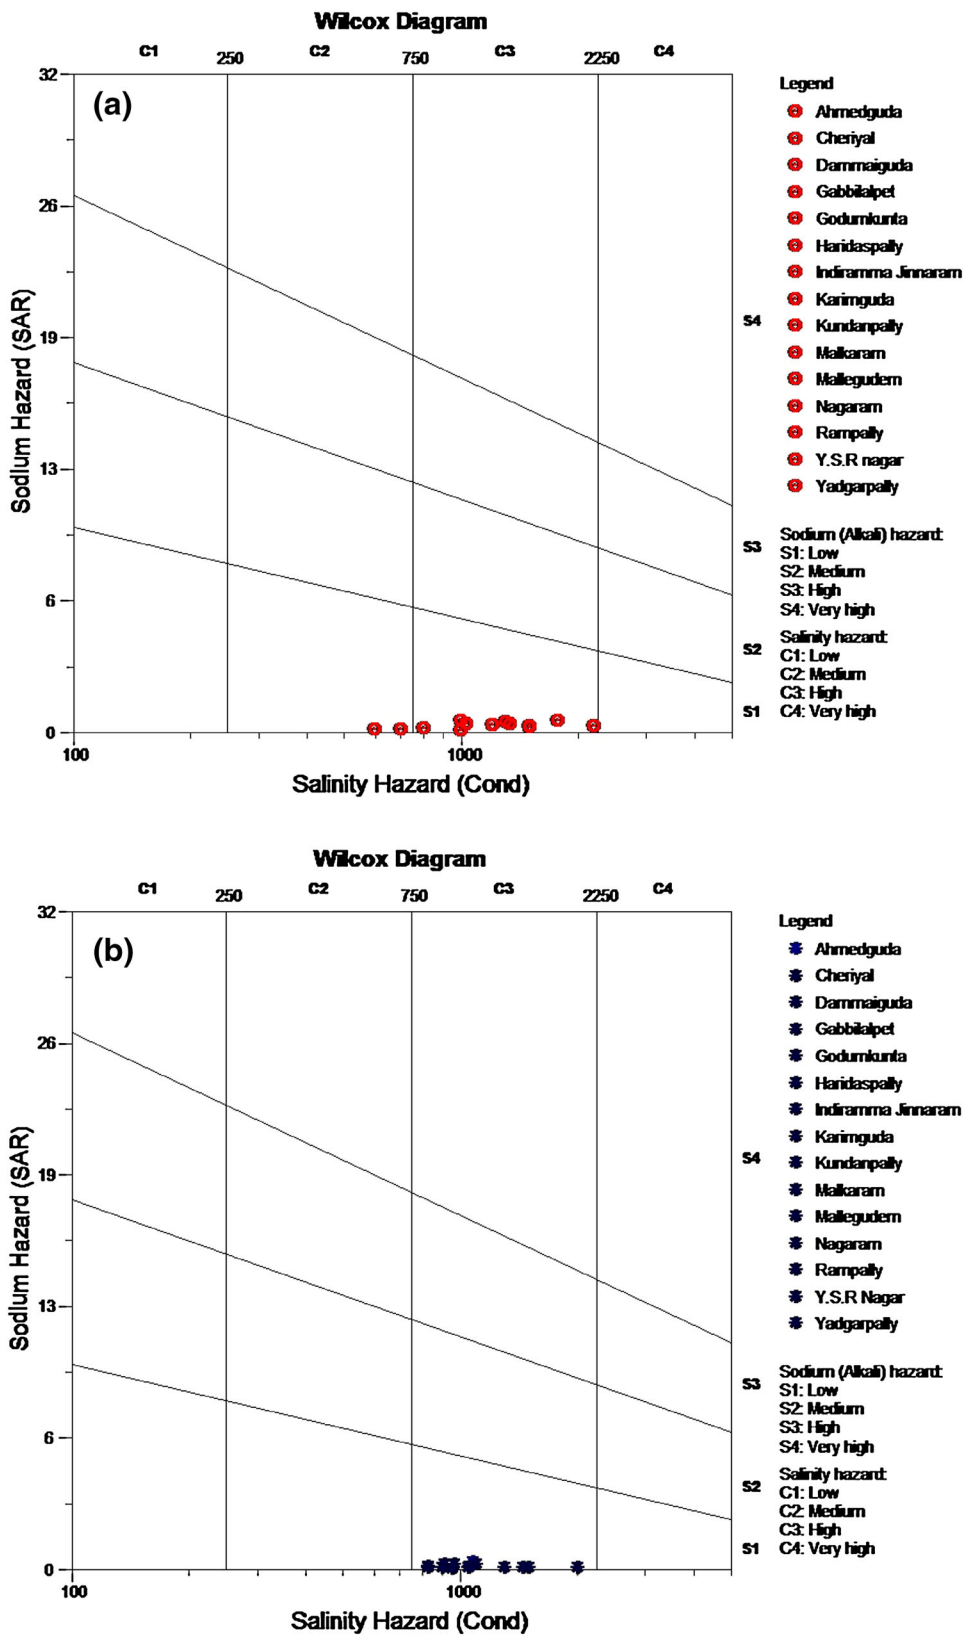 Wilcox Diagram
C1 250 C2 750 C3 2250 C4
(a)
32
26
19
13
6
0
Sodium Hazard (SAR)
100 1000
Salinity Hazard (Cond)
S4
S3
S2
S1
Legend
Ahmedguda
Cheriyal
Dammaiguda
Gabbilalpet
Godumkunta
Haridaspally
Indiramma Jinnaram
Karimguda
Kundanpally
Malkaram
Mallegudem
Nagaram
Rampally
Y.S.R nagar
Yadgarpally
Sodium (Alkali) hazard:
S1: Low
S2: Medium
S3: High
S4: Very high
Salinity hazard:
C1: Low
C2: Medium
C3: High
C4: Very high
Wilcox Diagram
C1 250 C2 750 C3 2250 C4
(b)
32
26
19
13
6
0
Sodium Hazard (SAR)
100 1000
Salinity Hazard (Cond)
S4
S3
S2
S1
Legend
Ahmedguda
Cheriyal
Dammaiguda
Gabbilalpet
Godumkunta
Haridaspally
Indiramma Jinnaram
Karimguda
Kundanpally
Malkaram
Mallegudem
Nagaram
Rampally
Y.S.R Nagar
Yadgarpally
Sodium (Alkali) hazard:
S1: Low
S2: Medium
S3: High
S4: Very high
Salinity hazard:
C1: Low
C2: Medium
C3: High
C4: Very high